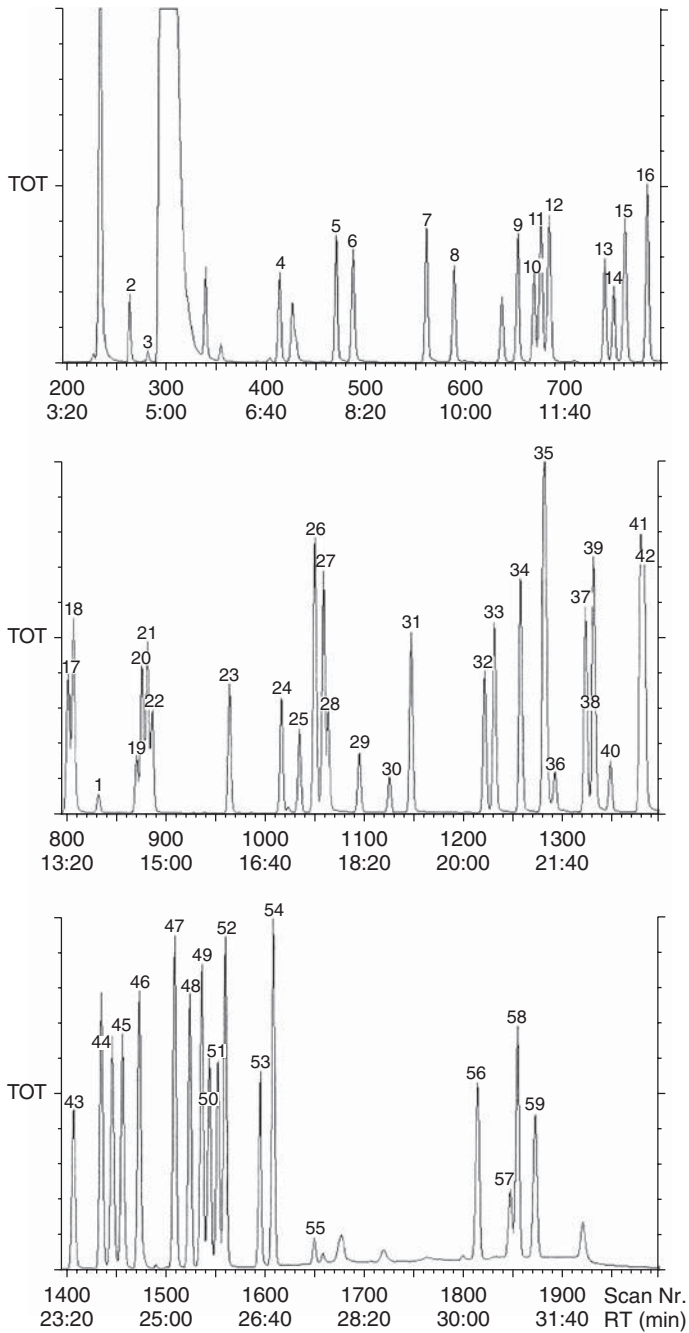 TOT
2 3 4 5 6 7 8 9 10 11 12 13 14 15 16
200 300 400 500 600 700
3:20 5:00 6:40 8:20 10:00 11:40
TOT
17 18 1 19 20 21 22 23 24 25 26 27 28 29 30 31 32 33 34 35 36 37 38 39 40 41 42
800 900 1000 1100 1200 1300
13:20 15:00 16:40 18:20 20:00 21:40
TOT
43 44 45 46 47 48 49 50 51 52 53 54 55 56 57 58 59
1400 1500 1600 1700 1800 1900 Scan Nr.
23:20 25:00 26:40 28:20 30:00 31:40 RT (min)